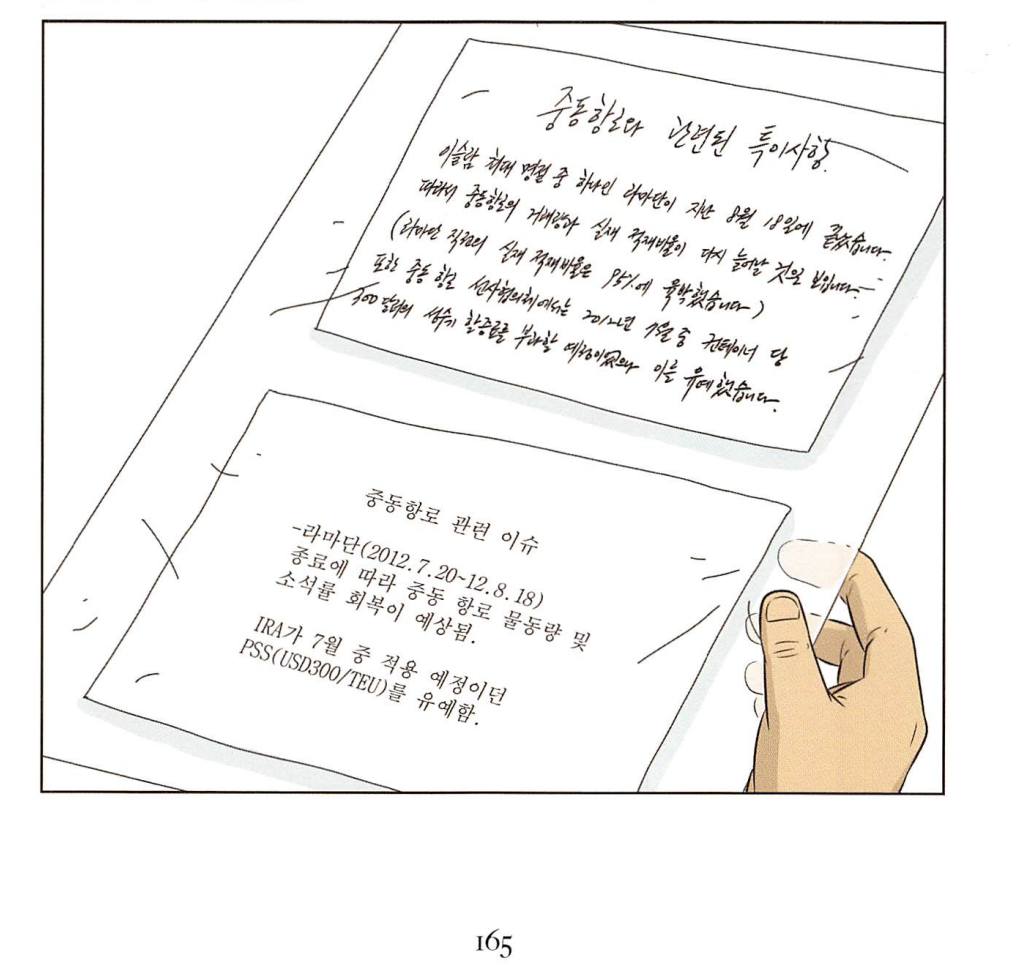 중동항로와 관련된 특이사항.
이슬람 최대 명절 중 하나인 라마단이 지난 8월 18일에 끝났습니다.
따라서 중동항로의 거래량과 실재 적재비율이 다시 늘어날 것으로 보입니다.
(라마단 직전의 실재 적재비율은 95%에 육박했습니다)
또한 중동 항로 선사협의회에서는 2012년 7월 중 컨테이너 당
300달러의 성수기 할증료를 부과할 예정이었으나 이를 유예했습니다.
중동항로 관련 이슈
-라마단(2012.7.20~12.8.18)
종료에 따라 중동 항로 물동량 및
소석률 회복이 예상됨.
IRA가 7월 중 적용 예정이던
PSS(USD300/TEU)를 유예함.
165